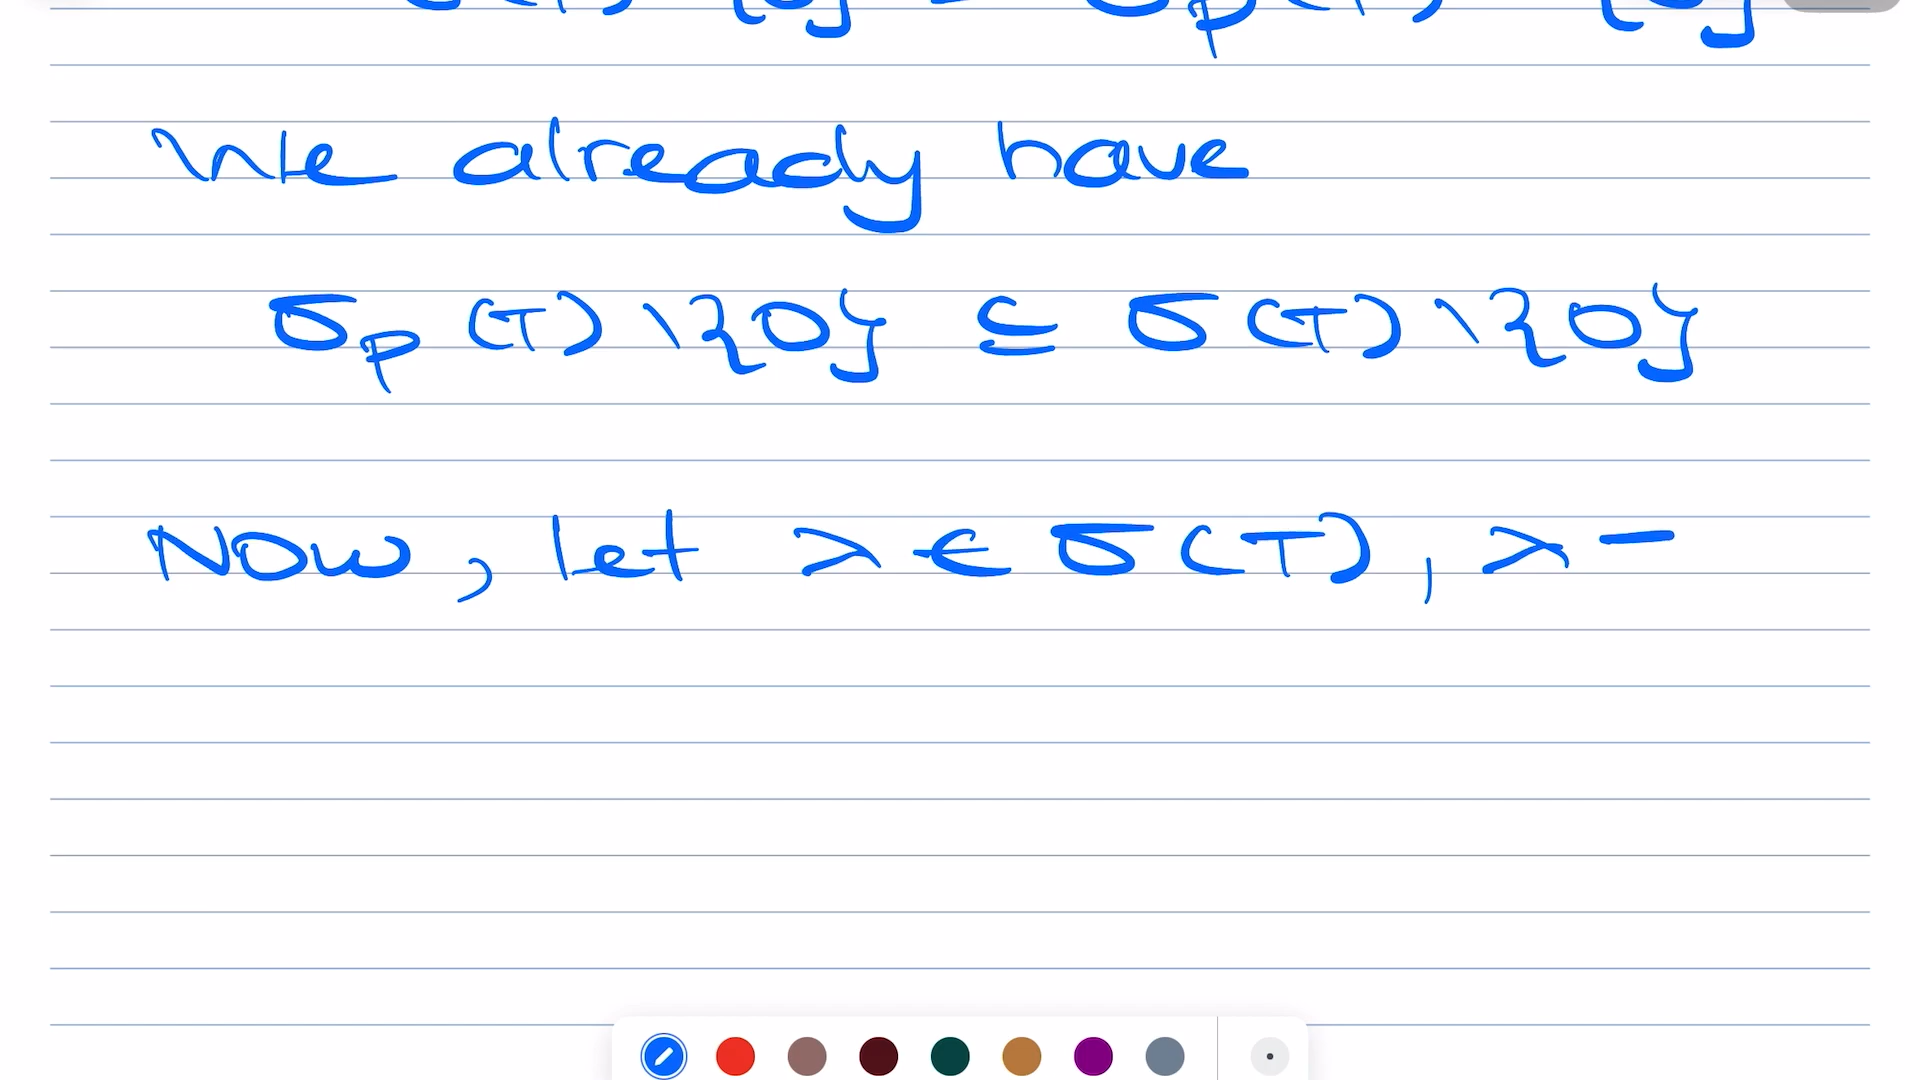 We already have
σp (T) \ {0} ⊆ σ (T) \ {0}
Now, let λ ∈ σ (T), λ –